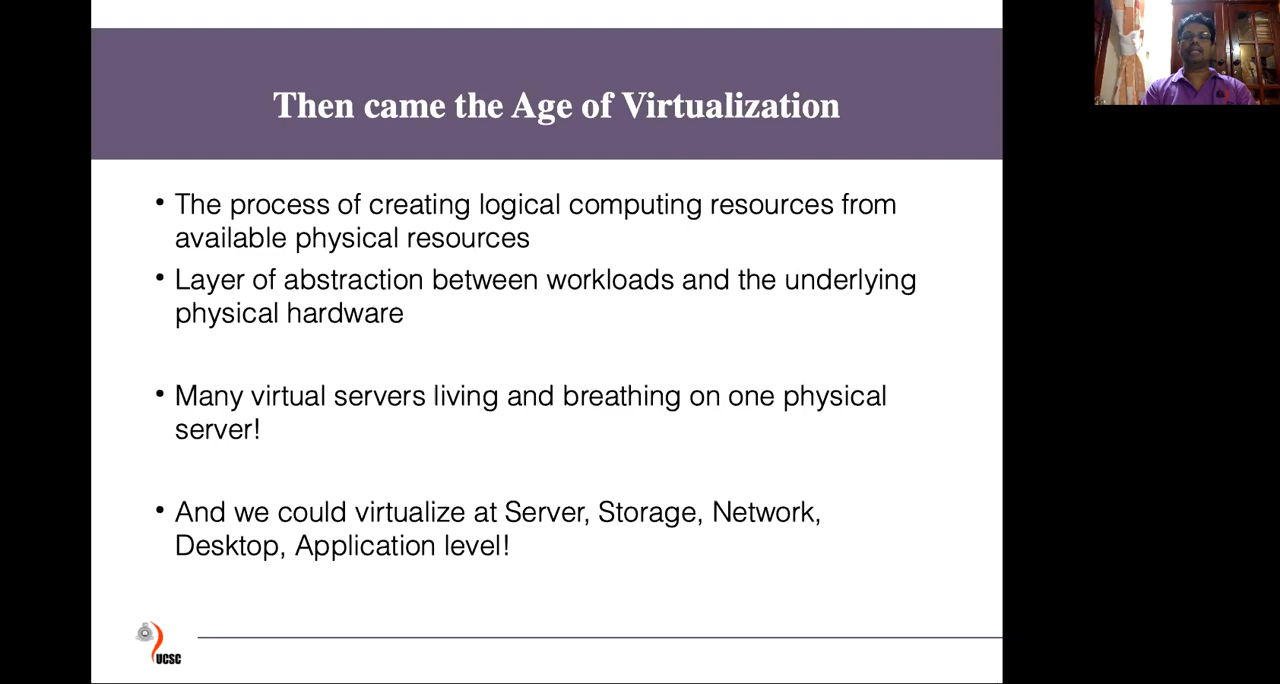 Then came the Age of Virtualization
• The process of creating logical computing resources from
available physical resources
• Layer of abstraction between workloads and the underlying
physical hardware
• Many virtual servers living and breathing on one physical
server!
• And we could virtualize at Server, Storage, Network,
Desktop, Application level!
UCSC